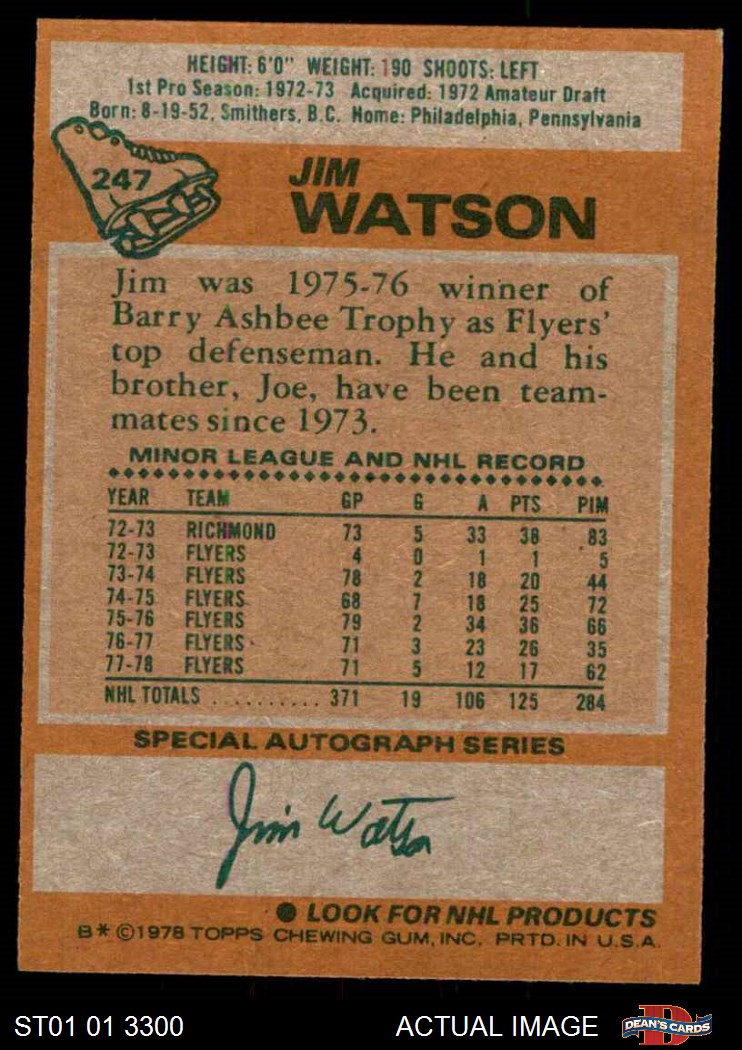 HEIGHT: 6'0" WEIGHT: 190 SHOOTS: LEFT
1st Pro Season: 1972-73 Acquired: 1972 Amateur Draft
Born: 8-19-52, Smithers, B.C. Home: Philadelphia, Pennsylvania
247
JIM
WATSON
Jim was 1975-76 winner of
Barry Ashbee Trophy as Flyers'
top defenseman. He and his
brother, Joe, have been team-
mates since 1973.
MINOR LEAGUE AND NHL RECORD
YEAR TEAM GP G A PTS PIM
72-73 RICHMOND 73 5 33 38 83
72-73 FLYERS 4 0 1 1 5
73-74 FLYERS 78 2 18 20 44
74-75 FLYERS 68 7 18 25 72
75-76 FLYERS 79 2 34 36 66
76-77 FLYERS 71 3 23 26 35
77-78 FLYERS 71 5 12 17 62
NHL TOTALS .......... 371 19 106 125 284
SPECIAL AUTOGRAPH SERIES
Jim Watson
● LOOK FOR NHL PRODUCTS
B* ©1978 TOPPS CHEWING GUM, INC. PRTD. IN U.S.A.
ST01 01 3300 ACTUAL IMAGE D DEAN'S CARDS